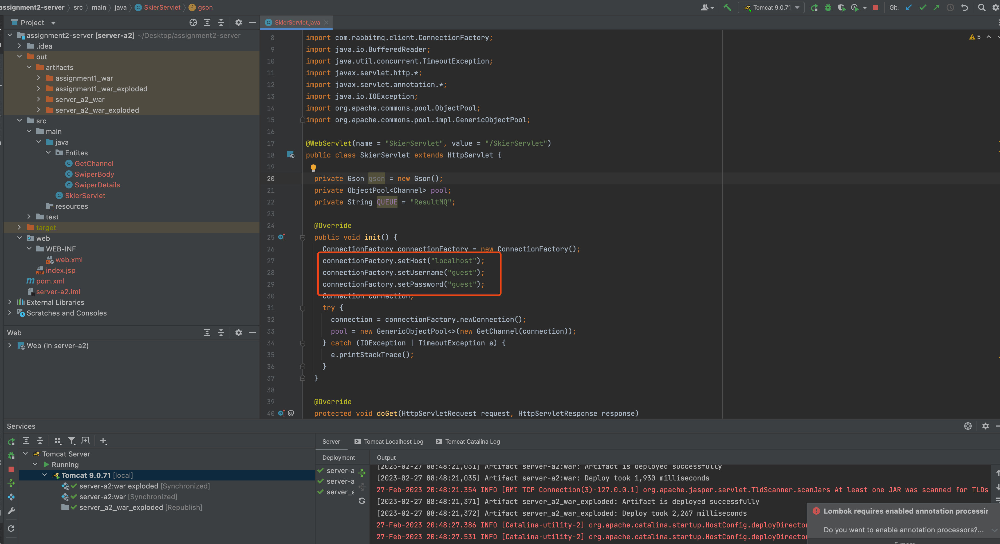 assignment2-server
src
main
java
SkierServlet
gson
Tomcat 9.0.71
Git:
Project
SkierServlet.java
assignment2-server [server-a2] ~/Desktop/assignment2-server
.idea
out
artifacts
assignment1_war
assignment1_war_exploded
server_a2_war
server_a2_war_exploded
src
main
java
Entites
GetChannel
SwiperBody
SwiperDetails
SkierServlet
resources
test
target
web
WEB-INF
web.xml
index.jsp
pom.xml
server-a2.iml
External Libraries
Scratches and Consoles
Web
Web (in server-a2)
5
8 import com.rabbitmq.client.ConnectionFactory;
9 import java.io.BufferedReader;
10 import java.util.concurrent.TimeoutException;
11 import javax.servlet.http.*;
12 import javax.servlet.annotation.*;
13 import java.io.IOException;
14 import org.apache.commons.pool.ObjectPool;
15 import org.apache.commons.pool.impl.GenericObjectPool;
16
17 @WebServlet(name = "SkierServlet", value = "/SkierServlet")
18 public class SkierServlet extends HttpServlet {
19
20 private Gson gson = new Gson();
21 private ObjectPool<Channel> pool;
22 private String QUEUE = "ResultMQ";
23
24 @Override
25 public void init() {
26 ConnectionFactory connectionFactory = new ConnectionFactory();
27 connectionFactory.setHost("localhost");
28 connectionFactory.setUsername("guest");
29 connectionFactory.setPassword("guest");
30 Connection connection;
31 try {
32 connection = connectionFactory.newConnection();
33 pool = new GenericObjectPool<>(new GetChannel(connection));
34 } catch (IOException | TimeoutException e) {
35 e.printStackTrace();
36 }
37 }
38
39 @Override
40 @ protected void doGet(HttpServletRequest request, HttpServletResponse response)
Services
Tomcat Server
Running
Tomcat 9.0.71 [local]
server-a2:war exploded [Synchronized]
server-a2:war [Synchronized]
server_a2_war_exploded [Republish]
Server
Tomcat Localhost Log
Tomcat Catalina Log
Deployment
Output
server-a
server-a
server_a
[2023-02-27 08:48:21,031] Artifact server-a2:war: Artifact is deployed successfully
[2023-02-27 08:48:21,035] Artifact server-a2:war: Deploy took 1,930 milliseconds
27-Feb-2023 20:48:21.354 INFO [RMI TCP Connection(3)-127.0.0.1] org.apache.jasper.servlet.TldScanner.scanJars At least one JAR was scanned for TLDs
[2023-02-27 08:48:21,371] Artifact server_a2_war_exploded: Artifact is deployed successfully
[2023-02-27 08:48:21,372] Artifact server_a2_war_exploded: Deploy took 2,267 milliseconds
27-Feb-2023 20:48:27.386 INFO [Catalina-utility-2] org.apache.catalina.startup.HostConfig.deployDirector
27-Feb-2023 20:48:27.531 INFO [Catalina-utility-2] org.apache.catalina.startup.HostConfig.deployDirector
Lombok requires enabled annotation processin
Do you want to enable annotation processors?...